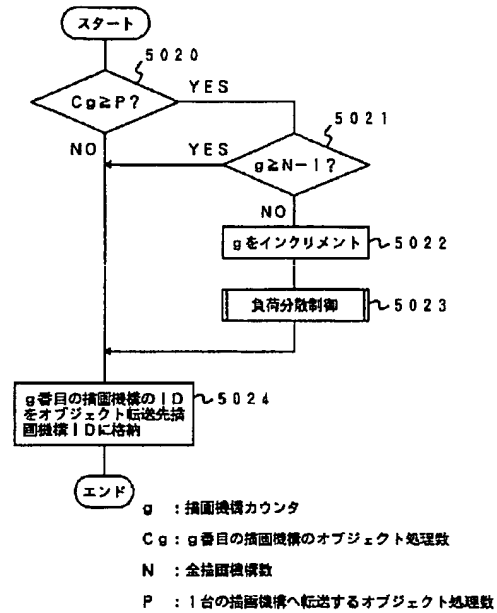 スタート
5020
Cg≧P?
YES
NO
5021
YES
g≧N-1?
NO
gをインクリメント
5022
負荷分散制御
5023
g番目の描画機構のID
をオブジェクト転送先描
画機構IDに格納
5024
エンド
g :描画機構カウンタ
Cg:g番目の描画機構のオブジェクト処理数
N :全描画機構数
P :1台の描画機構へ転送するオブジェクト処理数